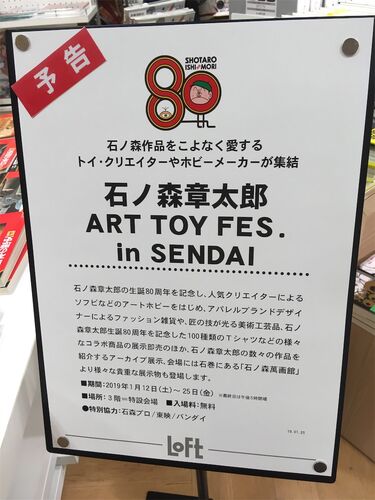 予告
SHOTARO
ISHI NO MORI
80th
石ノ森作品をこよなく愛する
トイ・クリエイターやホビーメーカーが集結
石ノ森章太郎
ART TOY FES.
in SENDAI
石ノ森章太郎の生誕80周年を記念し、人気クリエイターによる
ソフビなどのアートホビーをはじめ、アパレルブランドデザイ
ナーによるファッション雑貨や、匠の技が光る美術工芸品、石ノ
森章太郎生誕80周年を記念した100種類のTシャツなどの様々
なコラボ商品の展示即売のほか、石ノ森章太郎の数々の作品を
紹介するアーカイブ展示、会場には石巻にある「石ノ森萬画館」
より様々な貴重な展示物も登場します。
■期間：2019年1月12日(土)～25日(金) ※最終日は午後5時閉場
■場所：3階＝特設会場 ■入場料：無料
●特別協力：石森プロ/東映/バンダイ
LOFT